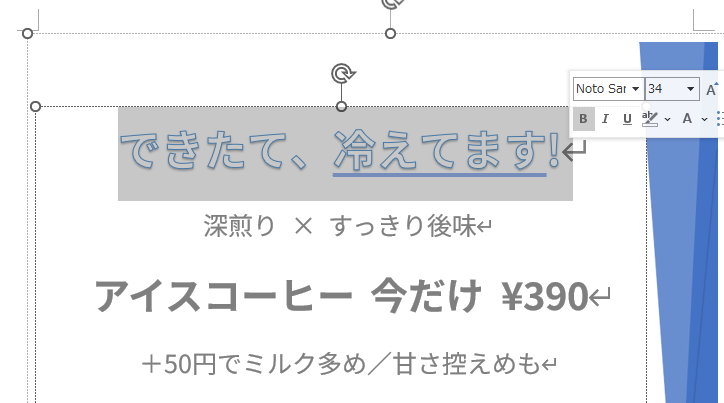 Noto Sar 34 A
B I U ab A
できたて、冷えてます!
深煎り × すっきり後味
アイスコーヒー 今だけ ¥390
＋50円でミルク多め／甘さ控えめも